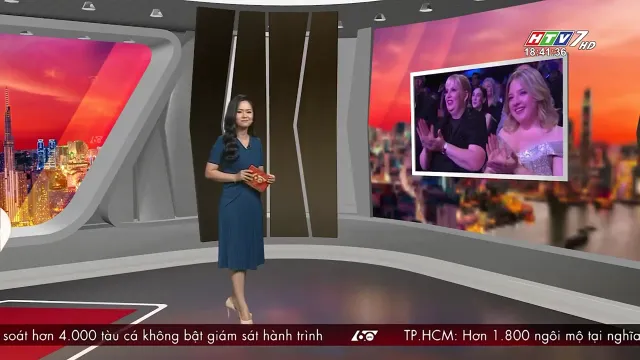 HTV7 HD
18:41:36
soát hơn 4.000 tàu cá không bật giám sát hành trình
60
TP.HCM: Hơn 1.800 ngôi mộ tại nghĩa